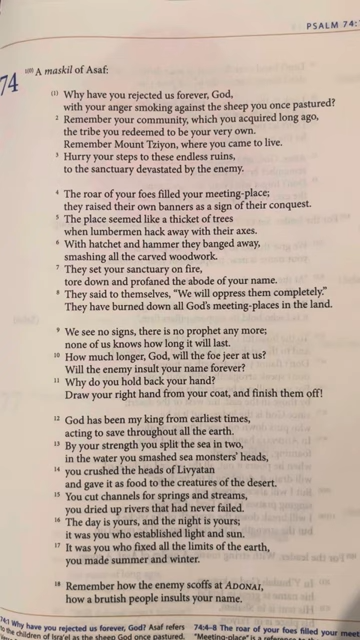 PSALM 74:
74 (0) A maskil of Asaf:
(1) Why have you rejected us forever, God,
with your anger smoking against the sheep you once pastured?
2 Remember your community, which you acquired long ago,
the tribe you redeemed to be your very own.
Remember Mount Tziyon, where you came to live.
3 Hurry your steps to these endless ruins,
to the sanctuary devastated by the enemy.
4 The roar of your foes filled your meeting-place;
they raised their own banners as a sign of their conquest.
5 The place seemed like a thicket of trees
when lumbermen hack away with their axes.
6 With hatchet and hammer they banged away,
smashing all the carved woodwork.
7 They set your sanctuary on fire,
tore down and profaned the abode of your name.
8 They said to themselves, “We will oppress them completely.”
They have burned down all God's meeting-places in the land.
9 We see no signs, there is no prophet any more;
none of us knows how long it will last.
10 How much longer, God, will the foe jeer at us?
Will the enemy insult your name forever?
11 Why do you hold back your hand?
Draw your right hand from your coat, and finish them off!
12 God has been my king from earliest times,
acting to save throughout all the earth.
13 By your strength you split the sea in two,
in the water you smashed sea monsters' heads,
14 you crushed the heads of Livyatan
and gave it as food to the creatures of the desert.
15 You cut channels for springs and streams,
you dried up rivers that had never failed.
16 The day is yours, and the night is yours;
it was you who established light and sun.
17 It was you who fixed all the limits of the earth,
you made summer and winter.
18 Remember how the enemy scoffs at ADONAI,
how a brutish people insults your name.
74:1 Why have you rejected us forever, God? Asaf refers
to the children of Isra'el as the sheep God once pastured.
74:4–8 The roar of your foes filled your meet
"Meeting-place" is a reference to